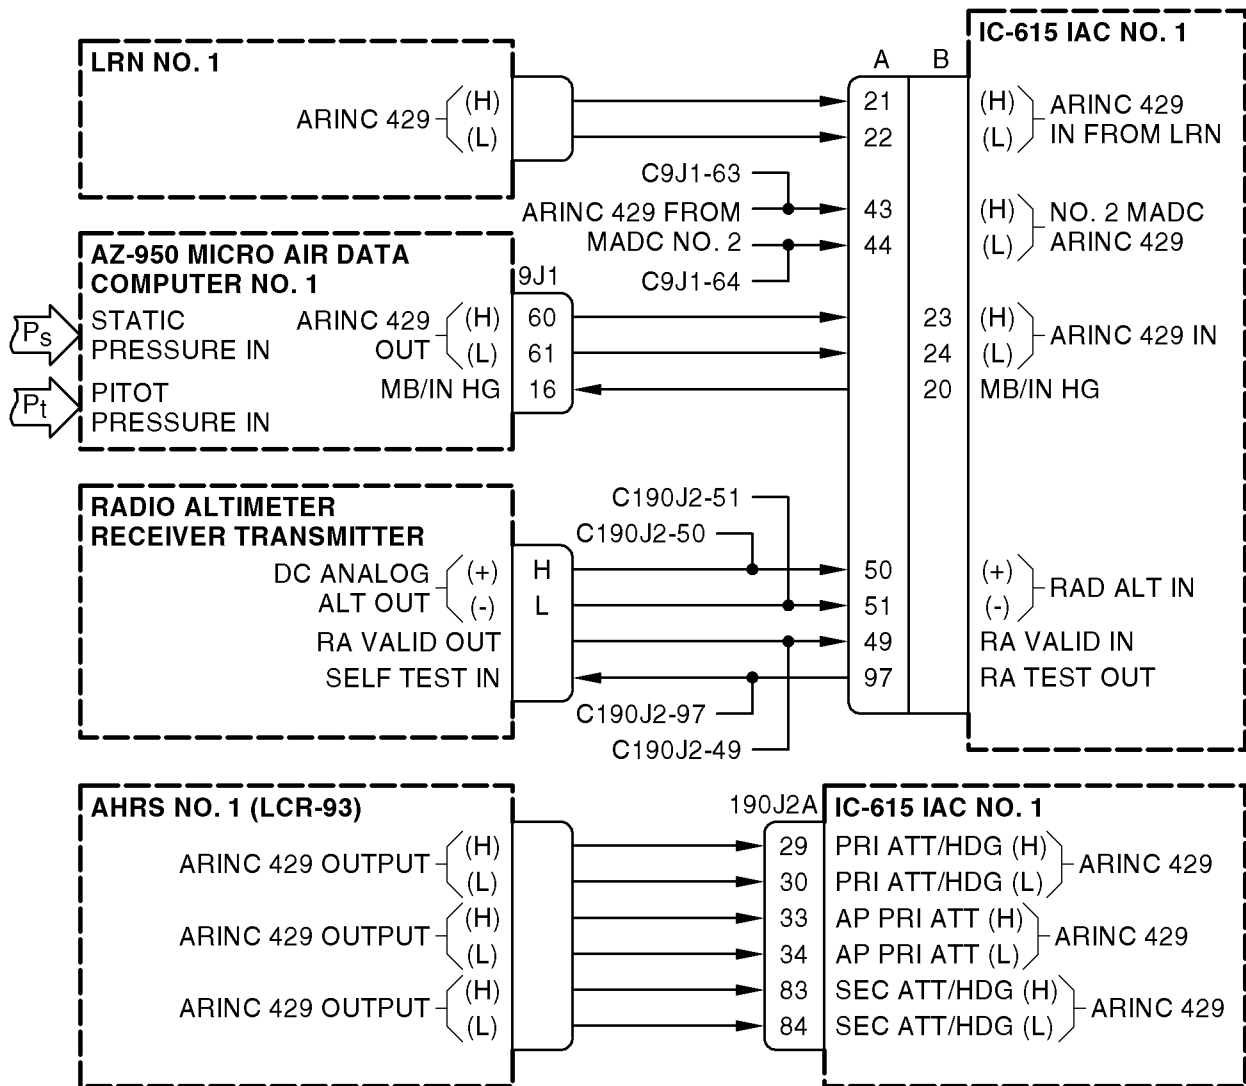 LRN NO. 1
ARINC 429
(H)
(L)
A
B
IC-615 IAC NO. 1
21
22
(H)
(L)
ARINC 429
IN FROM LRN
C9J1-63
ARINC 429 FROM
MADC NO. 2
C9J1-64
43
44
(H)
(L)
NO. 2 MADC
ARINC 429
AZ-950 MICRO AIR DATA
COMPUTER NO. 1
9J1
Ps
STATIC
PRESSURE IN
ARINC 429
OUT
(H)
(L)
60
61
23
24
(H)
(L)
ARINC 429 IN
Pt
PITOT
PRESSURE IN
MB/IN HG
16
20
MB/IN HG
RADIO ALTIMETER
RECEIVER TRANSMITTER
C190J2-51
C190J2-50
DC ANALOG
ALT OUT
(+)
(-)
H
L
50
51
(+)
(-)
RAD ALT IN
RA VALID OUT
49
RA VALID IN
SELF TEST IN
97
RA TEST OUT
C190J2-97
C190J2-49
AHRS NO. 1 (LCR-93)
190J2A
IC-615 IAC NO. 1
ARINC 429 OUTPUT
(H)
(L)
29
30
PRI ATT/HDG (H)
PRI ATT/HDG (L)
ARINC 429
ARINC 429 OUTPUT
(H)
(L)
33
34
AP PRI ATT (H)
AP PRI ATT (L)
ARINC 429
ARINC 429 OUTPUT
(H)
(L)
83
84
SEC ATT/HDG (H)
SEC ATT/HDG (L)
ARINC 429